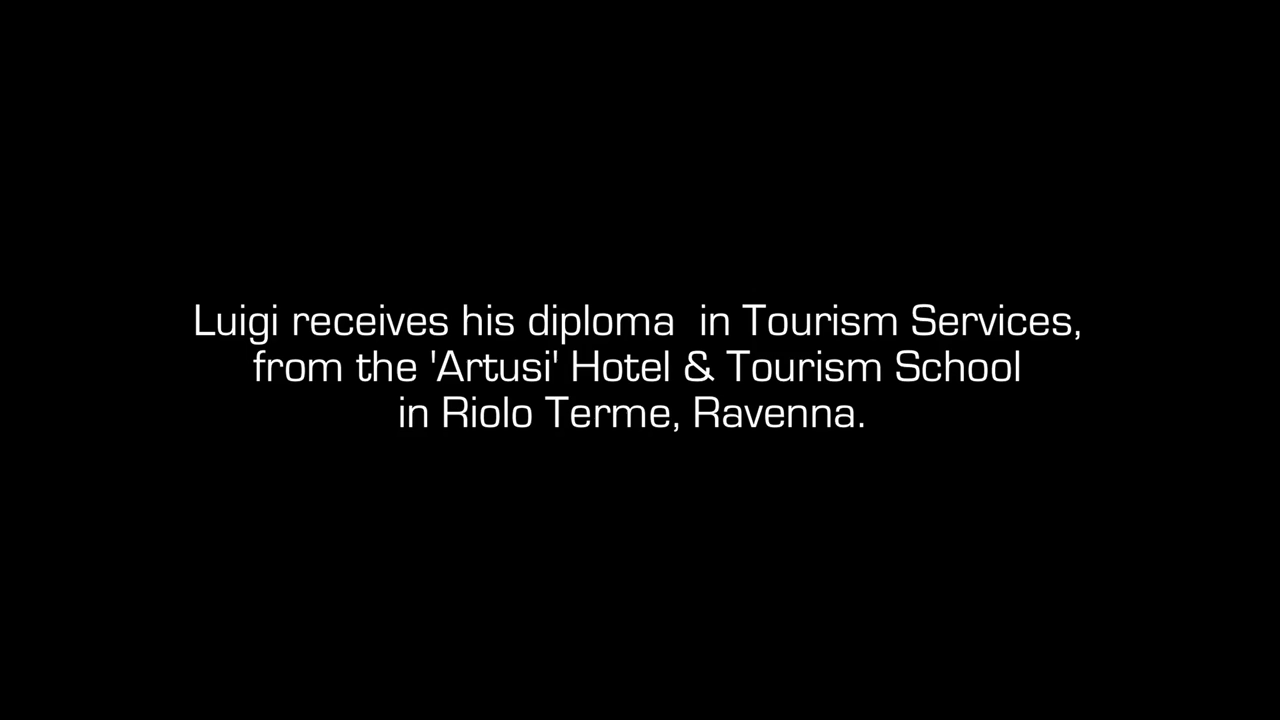 Luigi receives his diploma  in Tourism Services,
from the 'Artusi' Hotel & Tourism School
in Riolo Terme, Ravenna.